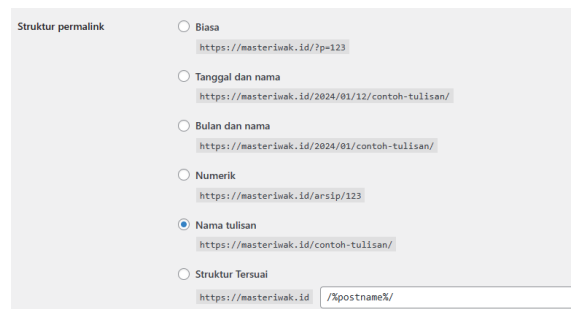 Struktur permalink
Biasa
https://masteriwak.id/?p=123
Tanggal dan nama
https://masteriwak.id/2024/01/12/contoh-tulisan/
Bulan dan nama
https://masteriwak.id/2024/01/contoh-tulisan/
Numerik
https://masteriwak.id/arsip/123
Nama tulisan
https://masteriwak.id/contoh-tulisan/
Struktur Tersuai
https://masteriwak.id /%postname%/